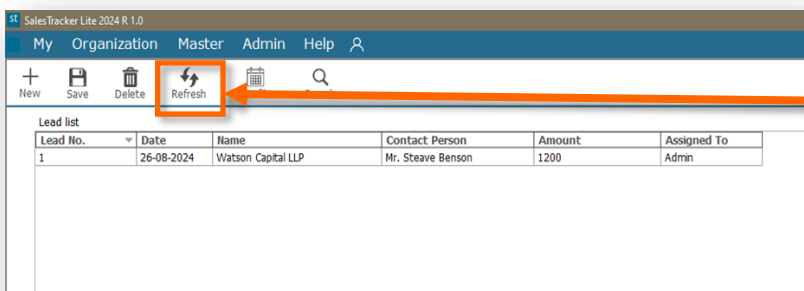 st SalesTracker Lite 2024 R 1.0
My Organization Master Admin Help
New Save Delete Refresh
Lead list
Lead No. Date Name Contact Person Amount Assigned To
1 26-08-2024 Watson Capital LLP Mr. Steave Benson 1200 Admin